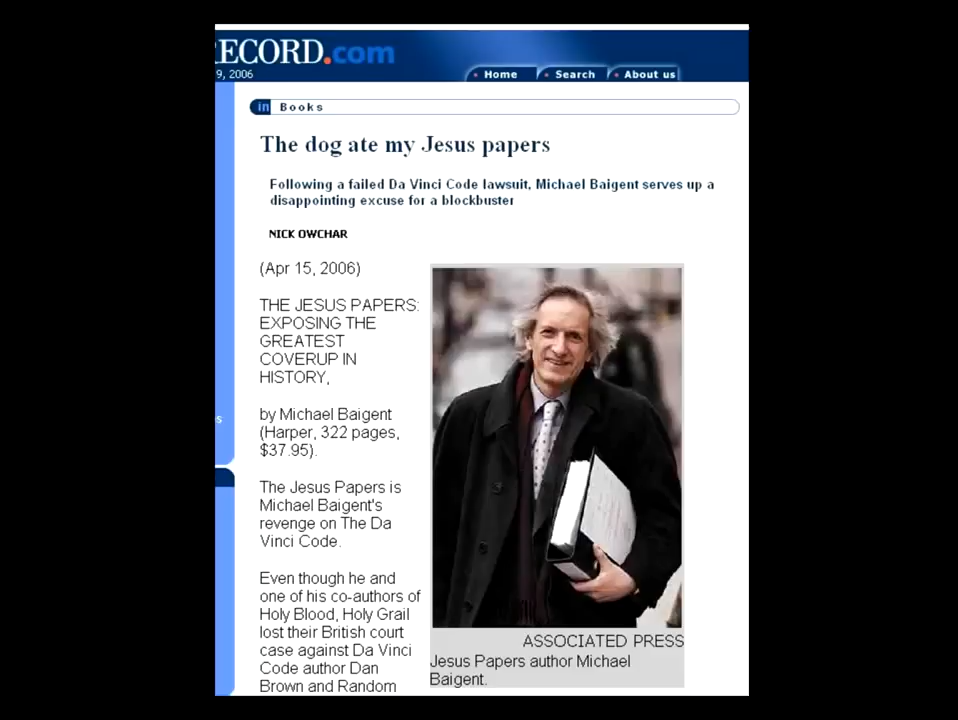 RECORD.com
9, 2006
Home Search About us
in Books
The dog ate my Jesus papers
Following a failed Da Vinci Code lawsuit, Michael Baigent serves up a
disappointing excuse for a blockbuster
NICK OWCHAR
(Apr 15, 2006)
THE JESUS PAPERS:
EXPOSING THE
GREATEST
COVERUP IN
HISTORY,
by Michael Baigent
(Harper, 322 pages,
$37.95).
The Jesus Papers is
Michael Baigent's
revenge on The Da
Vinci Code.
Even though he and
one of his co-authors of
Holy Blood, Holy Grail
lost their British court
case against Da Vinci
Code author Dan
Brown and Random
ASSOCIATED PRESS
Jesus Papers author Michael
Baigent.